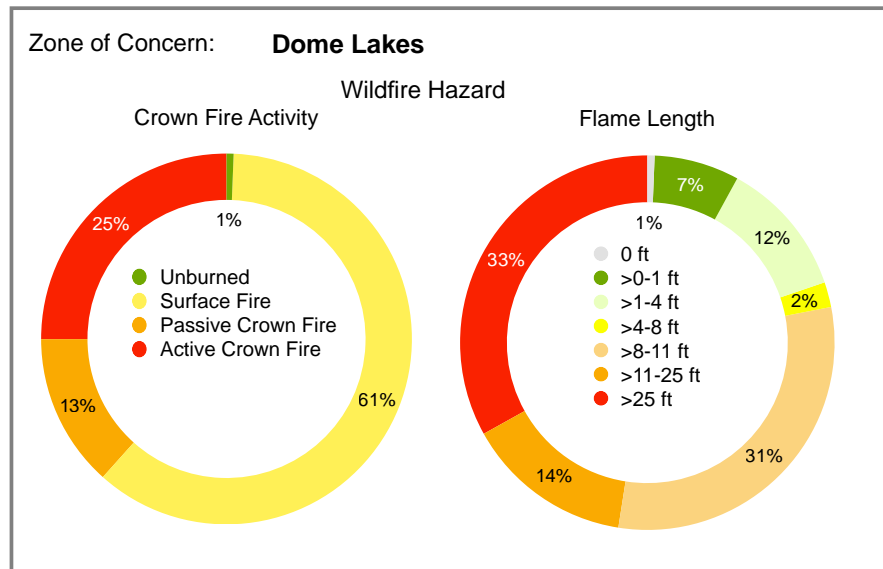 Zone of Concern: Dome Lakes
Wildfire Hazard
Crown Fire Activity
25%
1%
61%
13%
Unburned
Surface Fire
Passive Crown Fire
Active Crown Fire
Flame Length
7%
1%
12%
33%
2%
31%
14%
0 ft
>0-1 ft
>1-4 ft
>4-8 ft
>8-11 ft
>11-25 ft
>25 ft